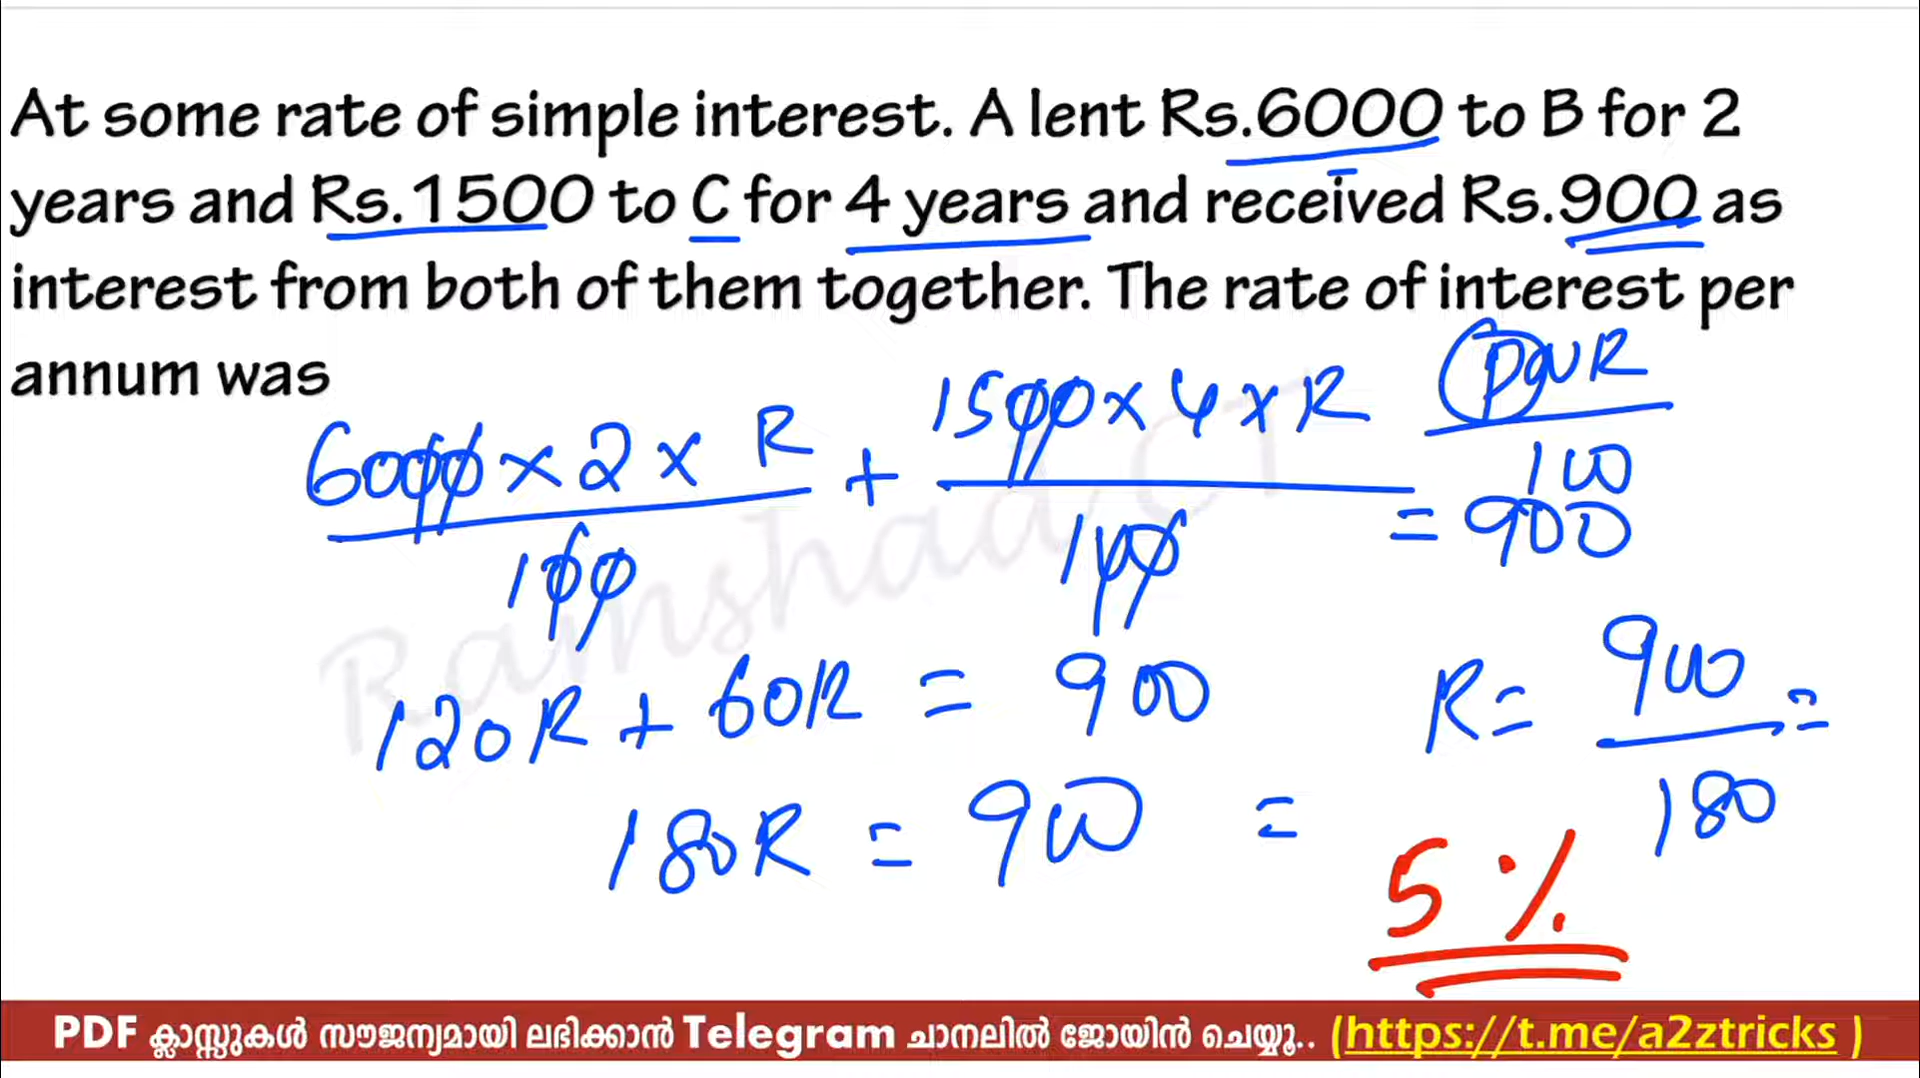 At some rate of simple interest. A lent Rs.6000 to B for 2
years and Rs.1500 to C for 4 years and received Rs.900 as
interest from both of them together. The rate of interest per
annum was
PNR
100
6000 × 2 × R + 1500 × 4 × R
100 100 = 900
120R + 60R = 900
R = 900 =
180
180R = 900 =
5 %
Ramshad CT
PDF ക്ലാസ്സുകൾ സൗജന്യമായി ലഭിക്കാൻ Telegram ചാനലിൽ ജോയിൻ ചെയ്യൂ.. (https://t.me/a2ztricks )